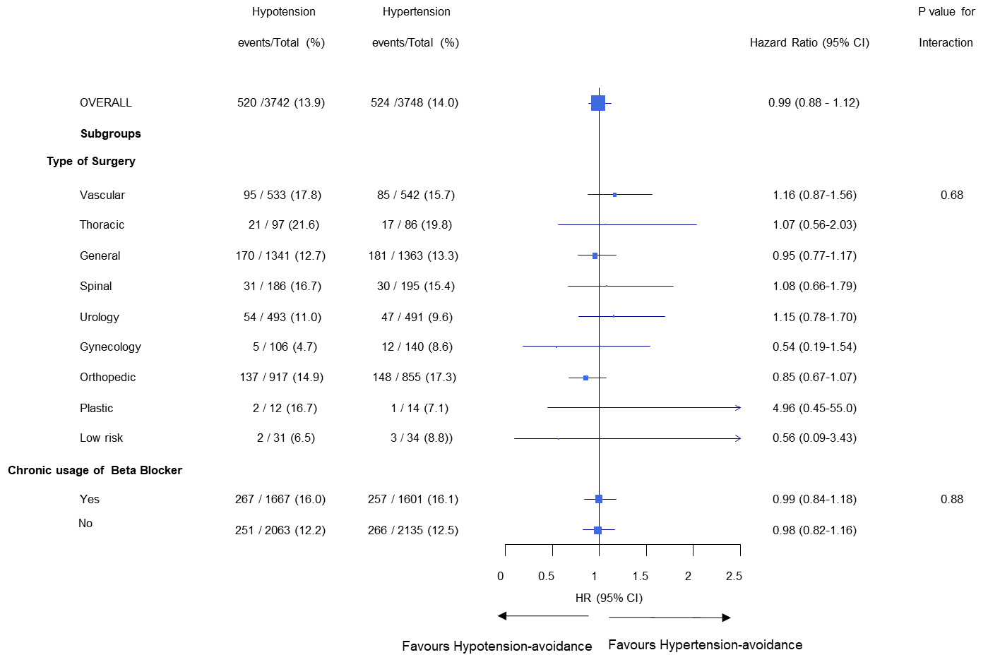 Hypotension Hypertension P value for
events/Total (%) events/Total (%) Hazard Ratio (95% CI) Interaction
OVERALL 520 /3742 (13.9) 524 /3748 (14.0) 0.99 (0.88 - 1.12)
Subgroups
Type of Surgery
Vascular 95 / 533 (17.8) 85 / 542 (15.7) 1.16 (0.87-1.56) 0.68
Thoracic 21 / 97 (21.6) 17 / 86 (19.8) 1.07 (0.56-2.03)
General 170 / 1341 (12.7) 181 / 1363 (13.3) 0.95 (0.77-1.17)
Spinal 31 / 186 (16.7) 30 / 195 (15.4) 1.08 (0.66-1.79)
Urology 54 / 493 (11.0) 47 / 491 (9.6) 1.15 (0.78-1.70)
Gynecology 5 / 106 (4.7) 12 / 140 (8.6) 0.54 (0.19-1.54)
Orthopedic 137 / 917 (14.9) 148 / 855 (17.3) 0.85 (0.67-1.07)
Plastic 2 / 12 (16.7) 1 / 14 (7.1) 4.96 (0.45-55.0)
Low risk 2 / 31 (6.5) 3 / 34 (8.8)) 0.56 (0.09-3.43)
Chronic usage of Beta Blocker
Yes 267 / 1667 (16.0) 257 / 1601 (16.1) 0.99 (0.84-1.18) 0.88
No 251 / 2063 (12.2) 266 / 2135 (12.5) 0.98 (0.82-1.16)
0 0.5 1 1.5 2 2.5
HR (95% CI)
Favours Hypotension-avoidance Favours Hypertension-avoidance